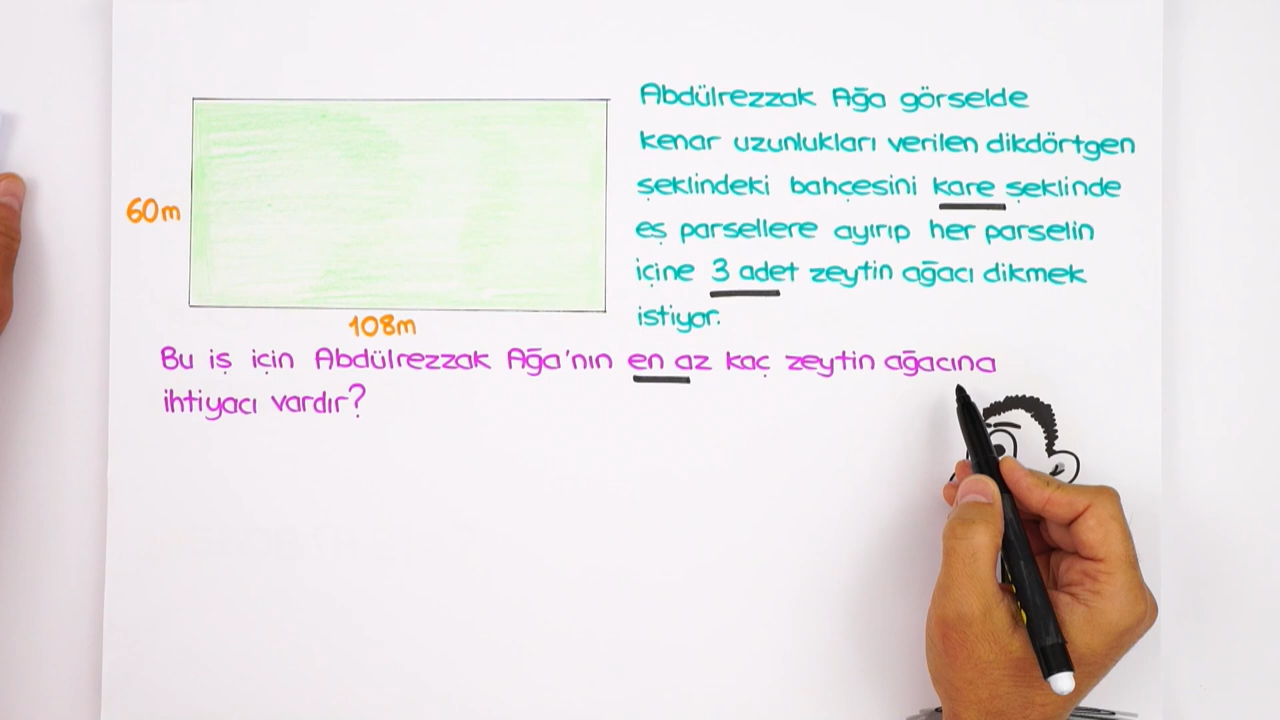 Abdülrezzak Ağa görselde
kenar uzunlukları verilen dikdörtgen
şeklindeki bahçesini kare şeklinde
eş parsellere ayırıp her parselin
içine 3 adet zeytin ağacı dikmek
istiyor.
60m
108m
Bu iş için Abdülrezzak Ağa'nın en az kaç zeytin ağacına
ihtiyacı vardır?